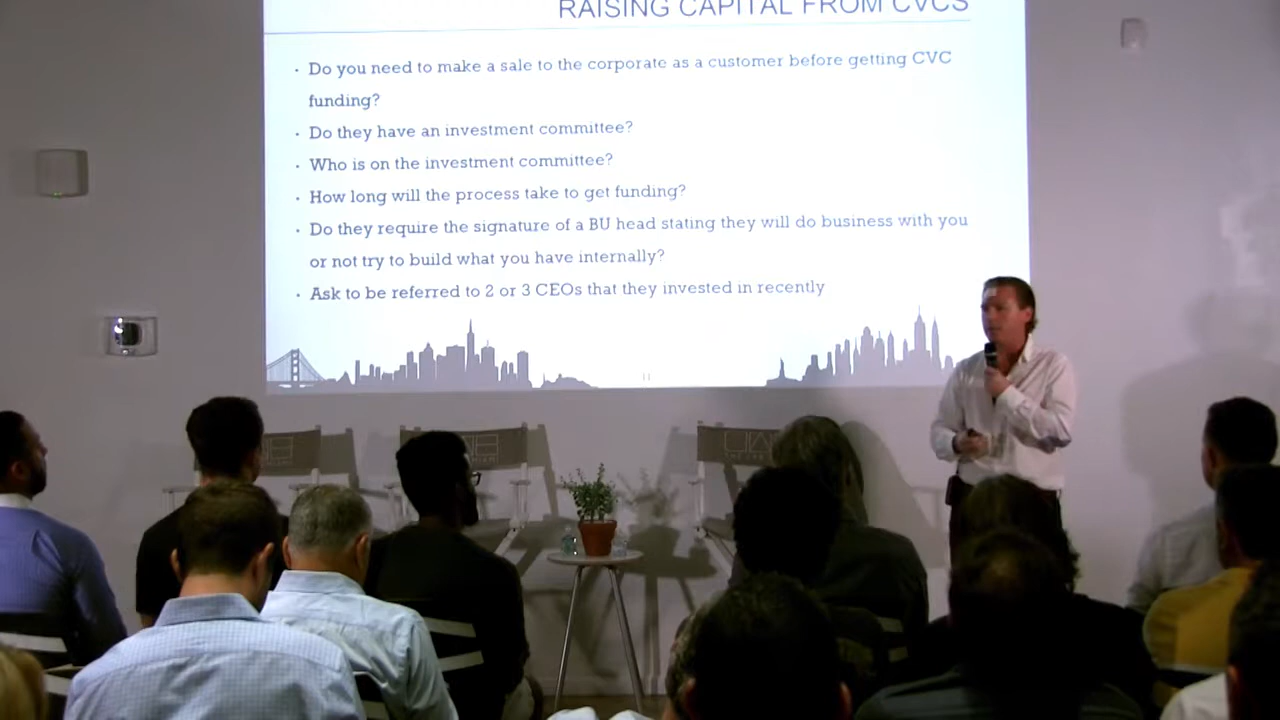 RAISING CAPITAL FROM CVCS
· Do you need to make a sale to the corporate as a customer before getting CVC
funding?
· Do they have an investment committee?
· Who is on the investment committee?
· How long will the process take to get funding?
· Do they require the signature of a BU head stating they will do business with you
or not try to build what you have internally?
· Ask to be referred to 2 or 3 CEOs that they invested in recently